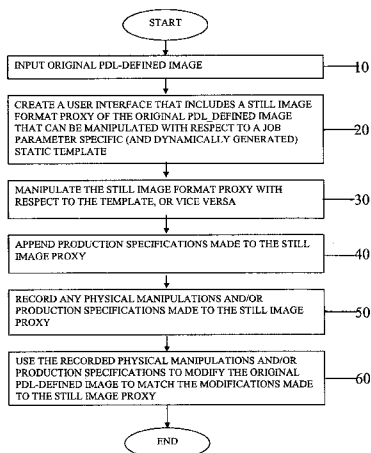 START
INPUT ORIGINAL PDL-DEFINED IMAGE
10
CREATE A USER INTERFACE THAT INCLUDES A STILL IMAGE
FORMAT PROXY OF THE ORIGINAL PDL_DEFINED IMAGE
THAT CAN BE MANIPULATED WITH RESPECT TO A JOB
PARAMETER SPECIFIC (AND DYNAMICALLY GENERATED)
STATIC TEMPLATE
20
MANIPULATE THE STILL IMAGE FORMAT PROXY WITH
RESPECT TO THE TEMPLATE, OR VICE VERSA
30
APPEND PRODUCTION SPECIFICATIONS MADE TO THE STILL
IMAGE PROXY
40
RECORD ANY PHYSICAL MANIPULATIONS AND/OR
PRODUCTION SPECIFICATIONS MADE TO THE STILL IMAGE
PROXY
50
USE THE RECORDED PHYSICAL MANIPULATIONS AND/OR
PRODUCTION SPECIFICATIONS TO MODIFY THE ORIGINAL
PDL-DEFINED IMAGE TO MATCH THE MODIFICATIONS MADE
TO THE STILL IMAGE PROXY
60
END